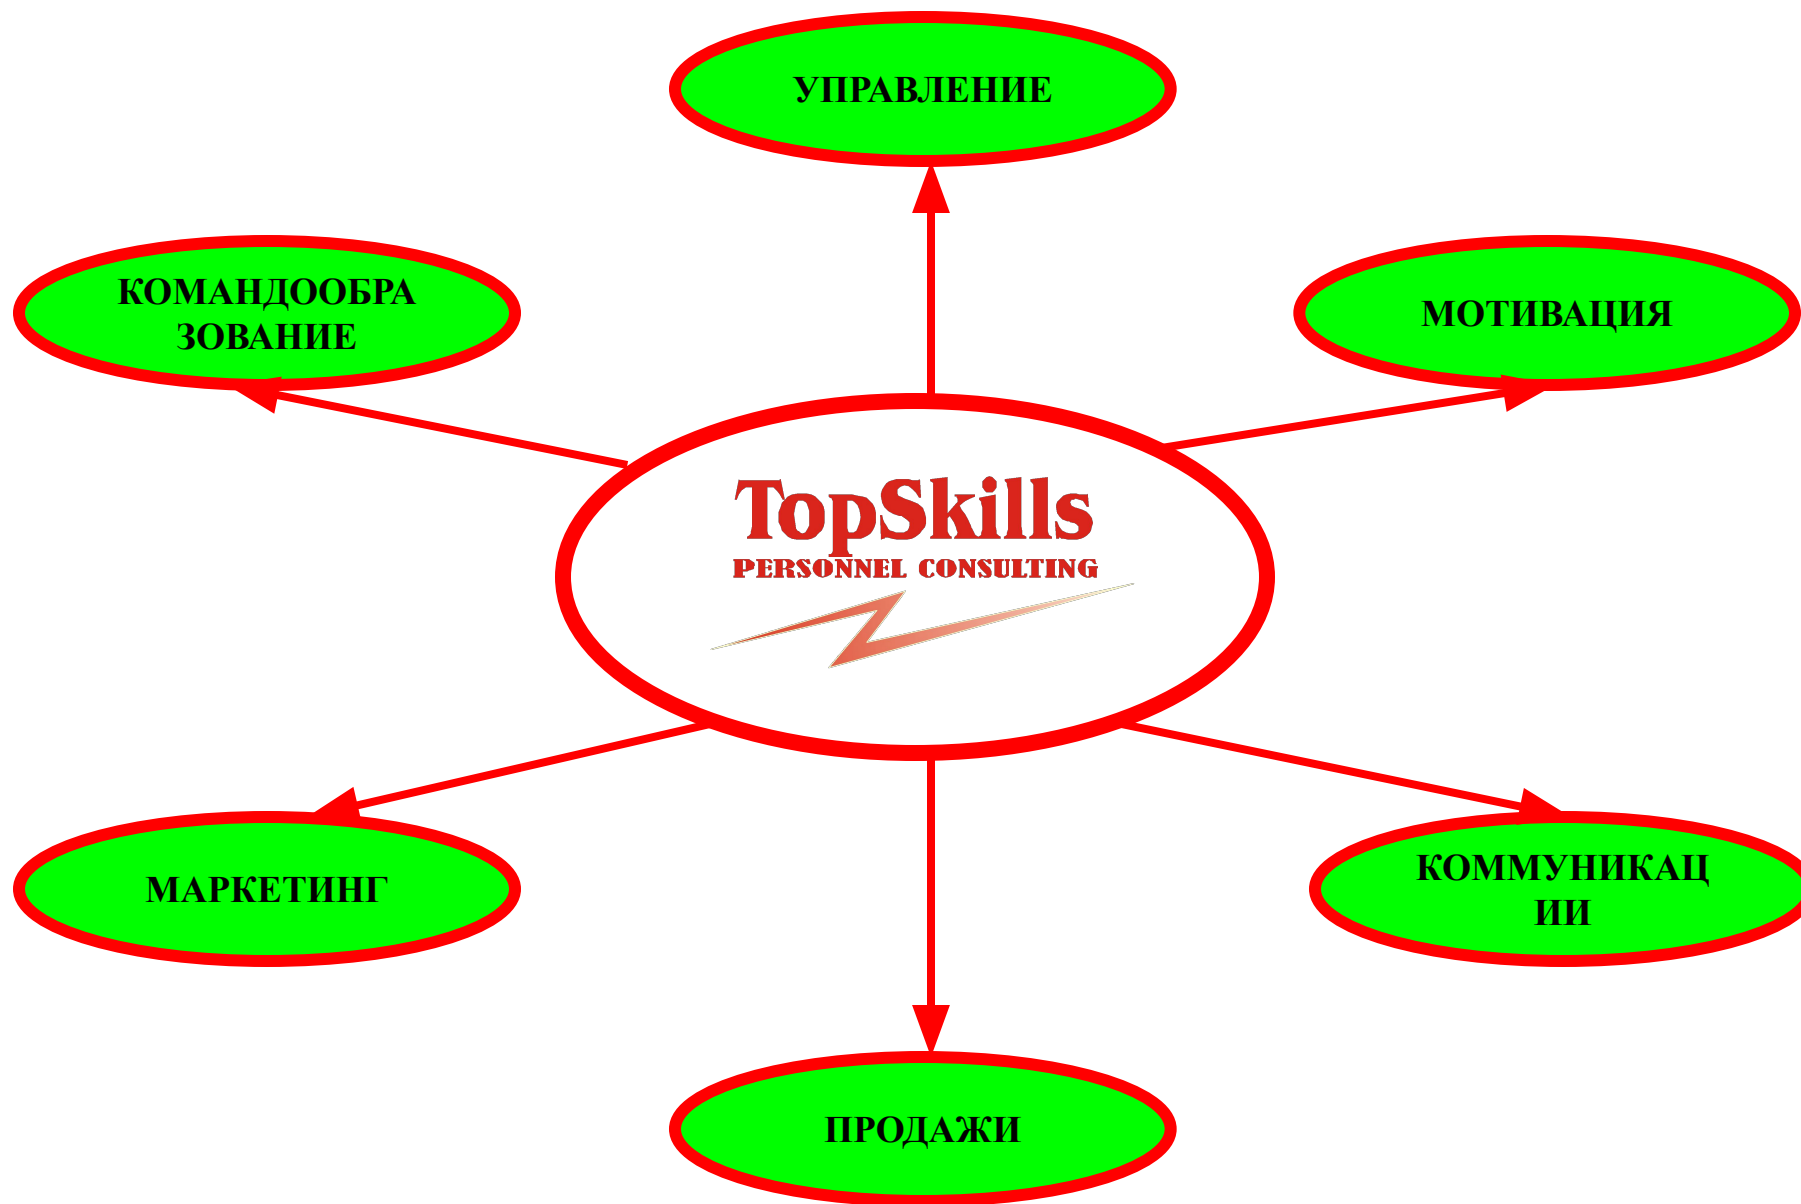 УПРАВЛЕНИЕ
КОМАНДООБРА
ЗОВАНИЕ
МОТИВАЦИЯ
TopSkills
PERSONNEL CONSULTING
МАРКЕТИНГ
КОММУНИКАЦ
ИИ
ПРОДАЖИ